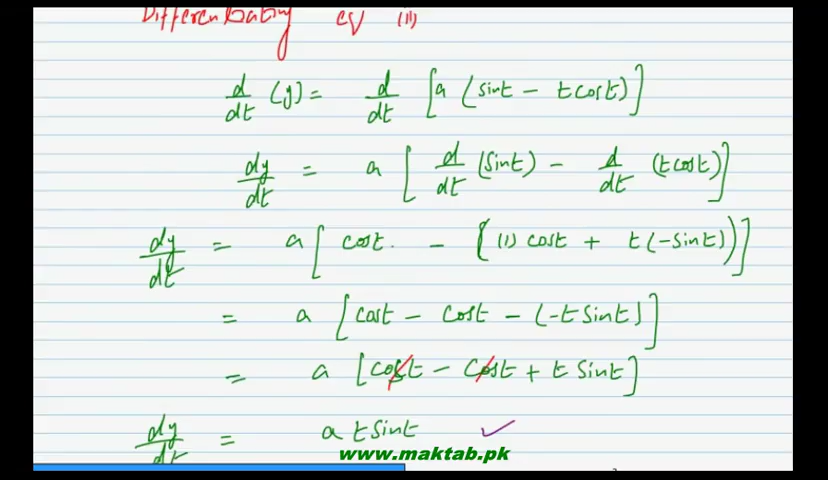 Differentiating eq (ii)
d/dt (y) = d/dt [a (sint - tcost)]
dy/dt = a [d/dt (sint) - d/dt (tcost)]
dy/dt = a [cost. - ((1) cost + t(-sint))]
= a [cost - cost - (-t sint)]
= a [cost - cost + t sint]
dy/dt = a t sint ✓
www.maktab.pk